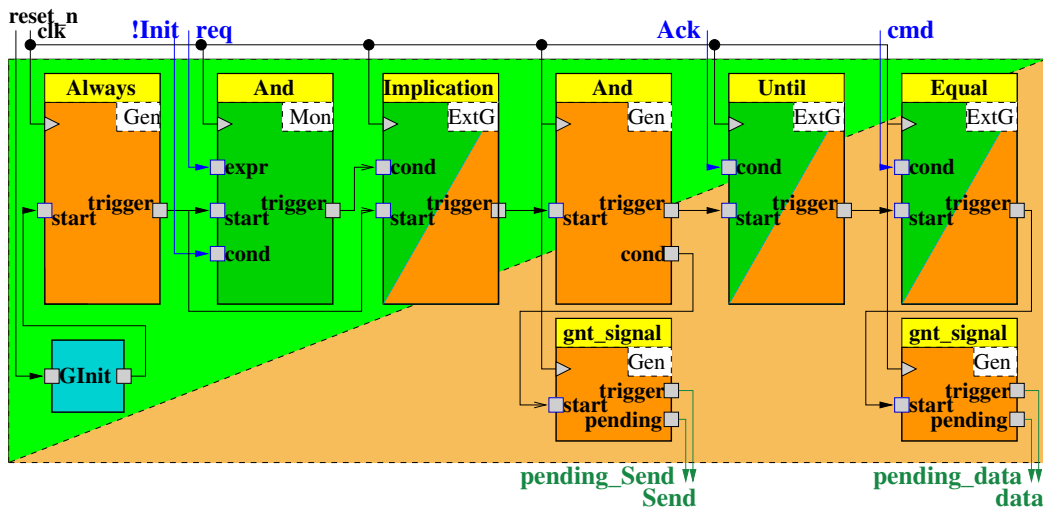 reset_n
clk
!Init req Ack cmd
Always And Implication And Until Equal
Gen Mon ExtG Gen ExtG ExtG
expr cond cond cond
trigger trigger trigger trigger trigger trigger
start start start start start start
cond cond
gnt_signal gnt_signal
Gen Gen
GInit
trigger trigger
start start
pending pending
pending_Send pending_data
Send data